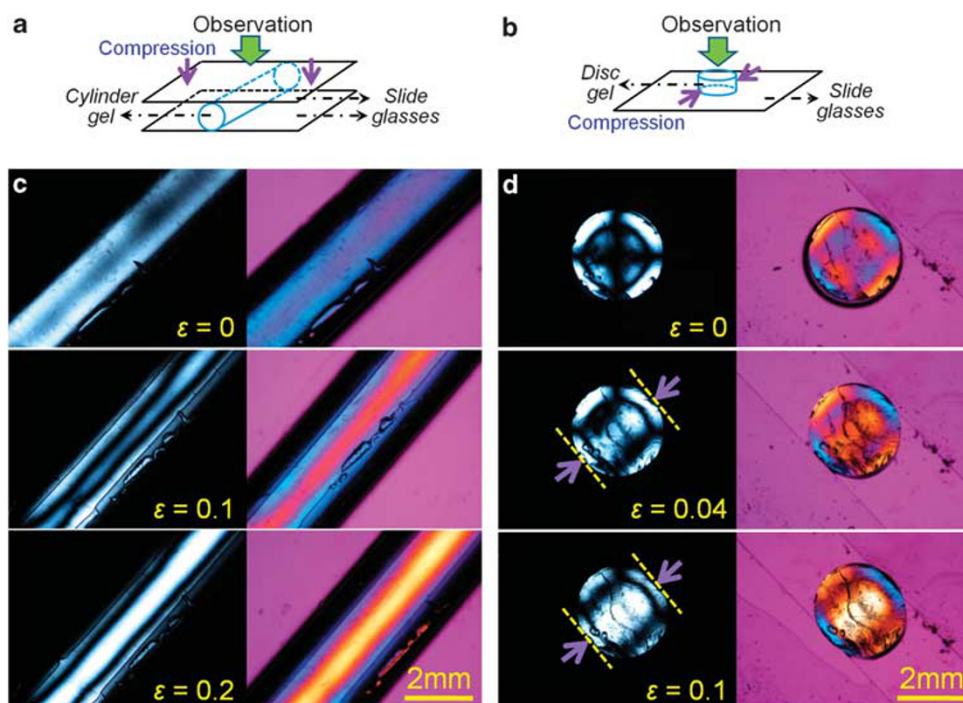 a
Observation
Compression
Cylinder
gel
Slide
glasses
b
Observation
Disc
gel
Slide
glasses
Compression
c
ε = 0
ε = 0.1
ε = 0.2
2mm
d
ε = 0
ε = 0.04
ε = 0.1
2mm